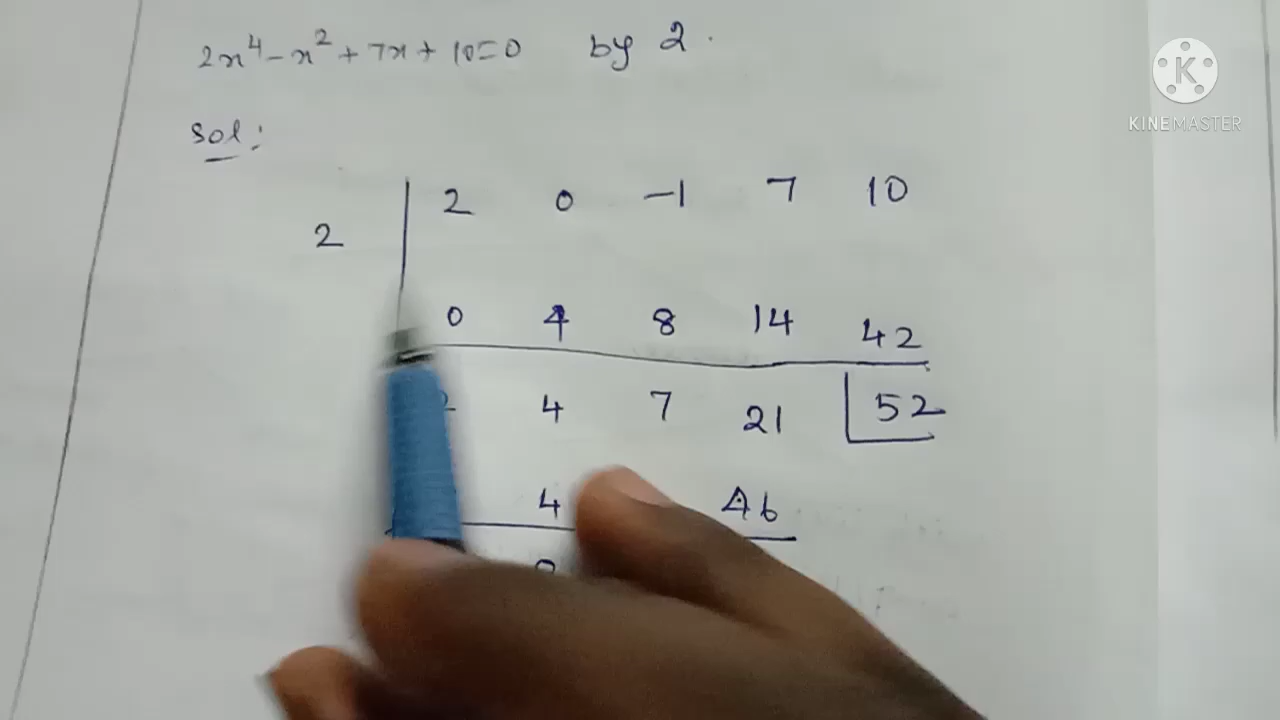 2x⁴-x²+7x+10=0 by 2.
K
KINEMASTER
Sol:
2 0 -1 7 10
2
0 4 8 14 42
4 7 21 52
4 46